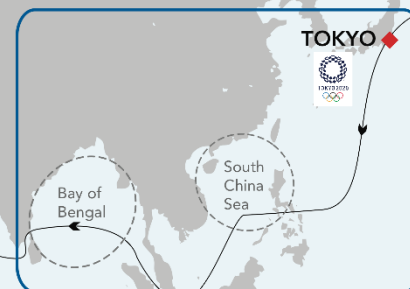 TOKYO
TOKYO 2020
South
China
Sea
Bay of
Bengal